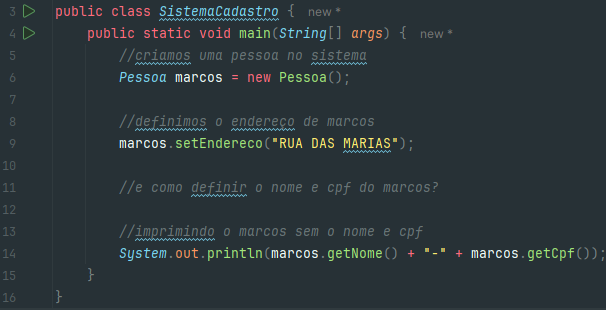 3 public class SistemaCadastro { new *
4 public static void main(String[] args) { new *
5 //criamos uma pessoa no sistema
6 Pessoa marcos = new Pessoa();
7
8 //definimos o endereço de marcos
9 marcos.setEndereco("RUA DAS MARIAS");
10
11 //e como definir o nome e cpf do marcos?
12
13 //imprimindo o marcos sem o nome e cpf
14 System.out.println(marcos.getNome() + "-" + marcos.getCpf());
15 }
16 }